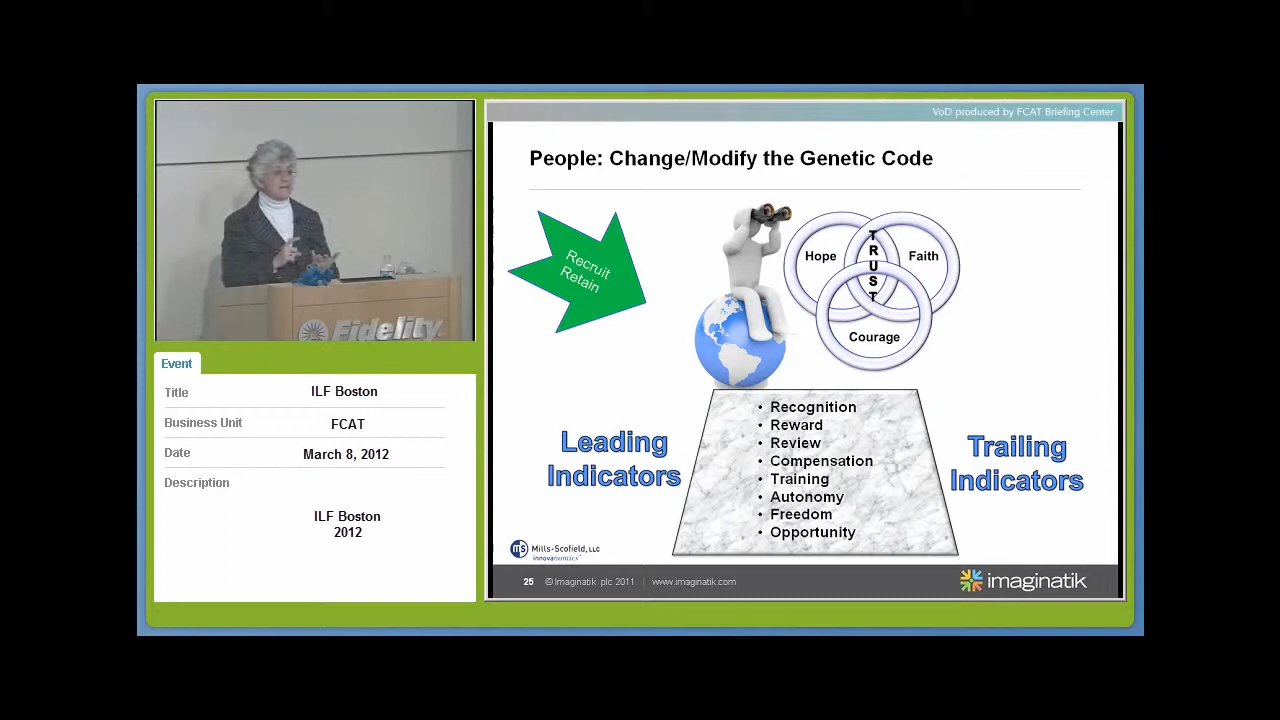 VoD produced by FCAT Briefing Center
People: Change/Modify the Genetic Code
Recruit
Retain
Hope
Faith
TRUST
Courage
Fidelity
Event
Title ILF Boston
Business Unit FCAT
Date March 8, 2012
Description
ILF Boston
2012
Leading
Indicators
• Recognition
• Reward
• Review
• Compensation
• Training
• Autonomy
• Freedom
• Opportunity
Trailing
Indicators
MS Mills-Scofield, LLC
innovanomics™
25 © Imaginatik plc 2011 | www.imaginatik.com
imaginatik